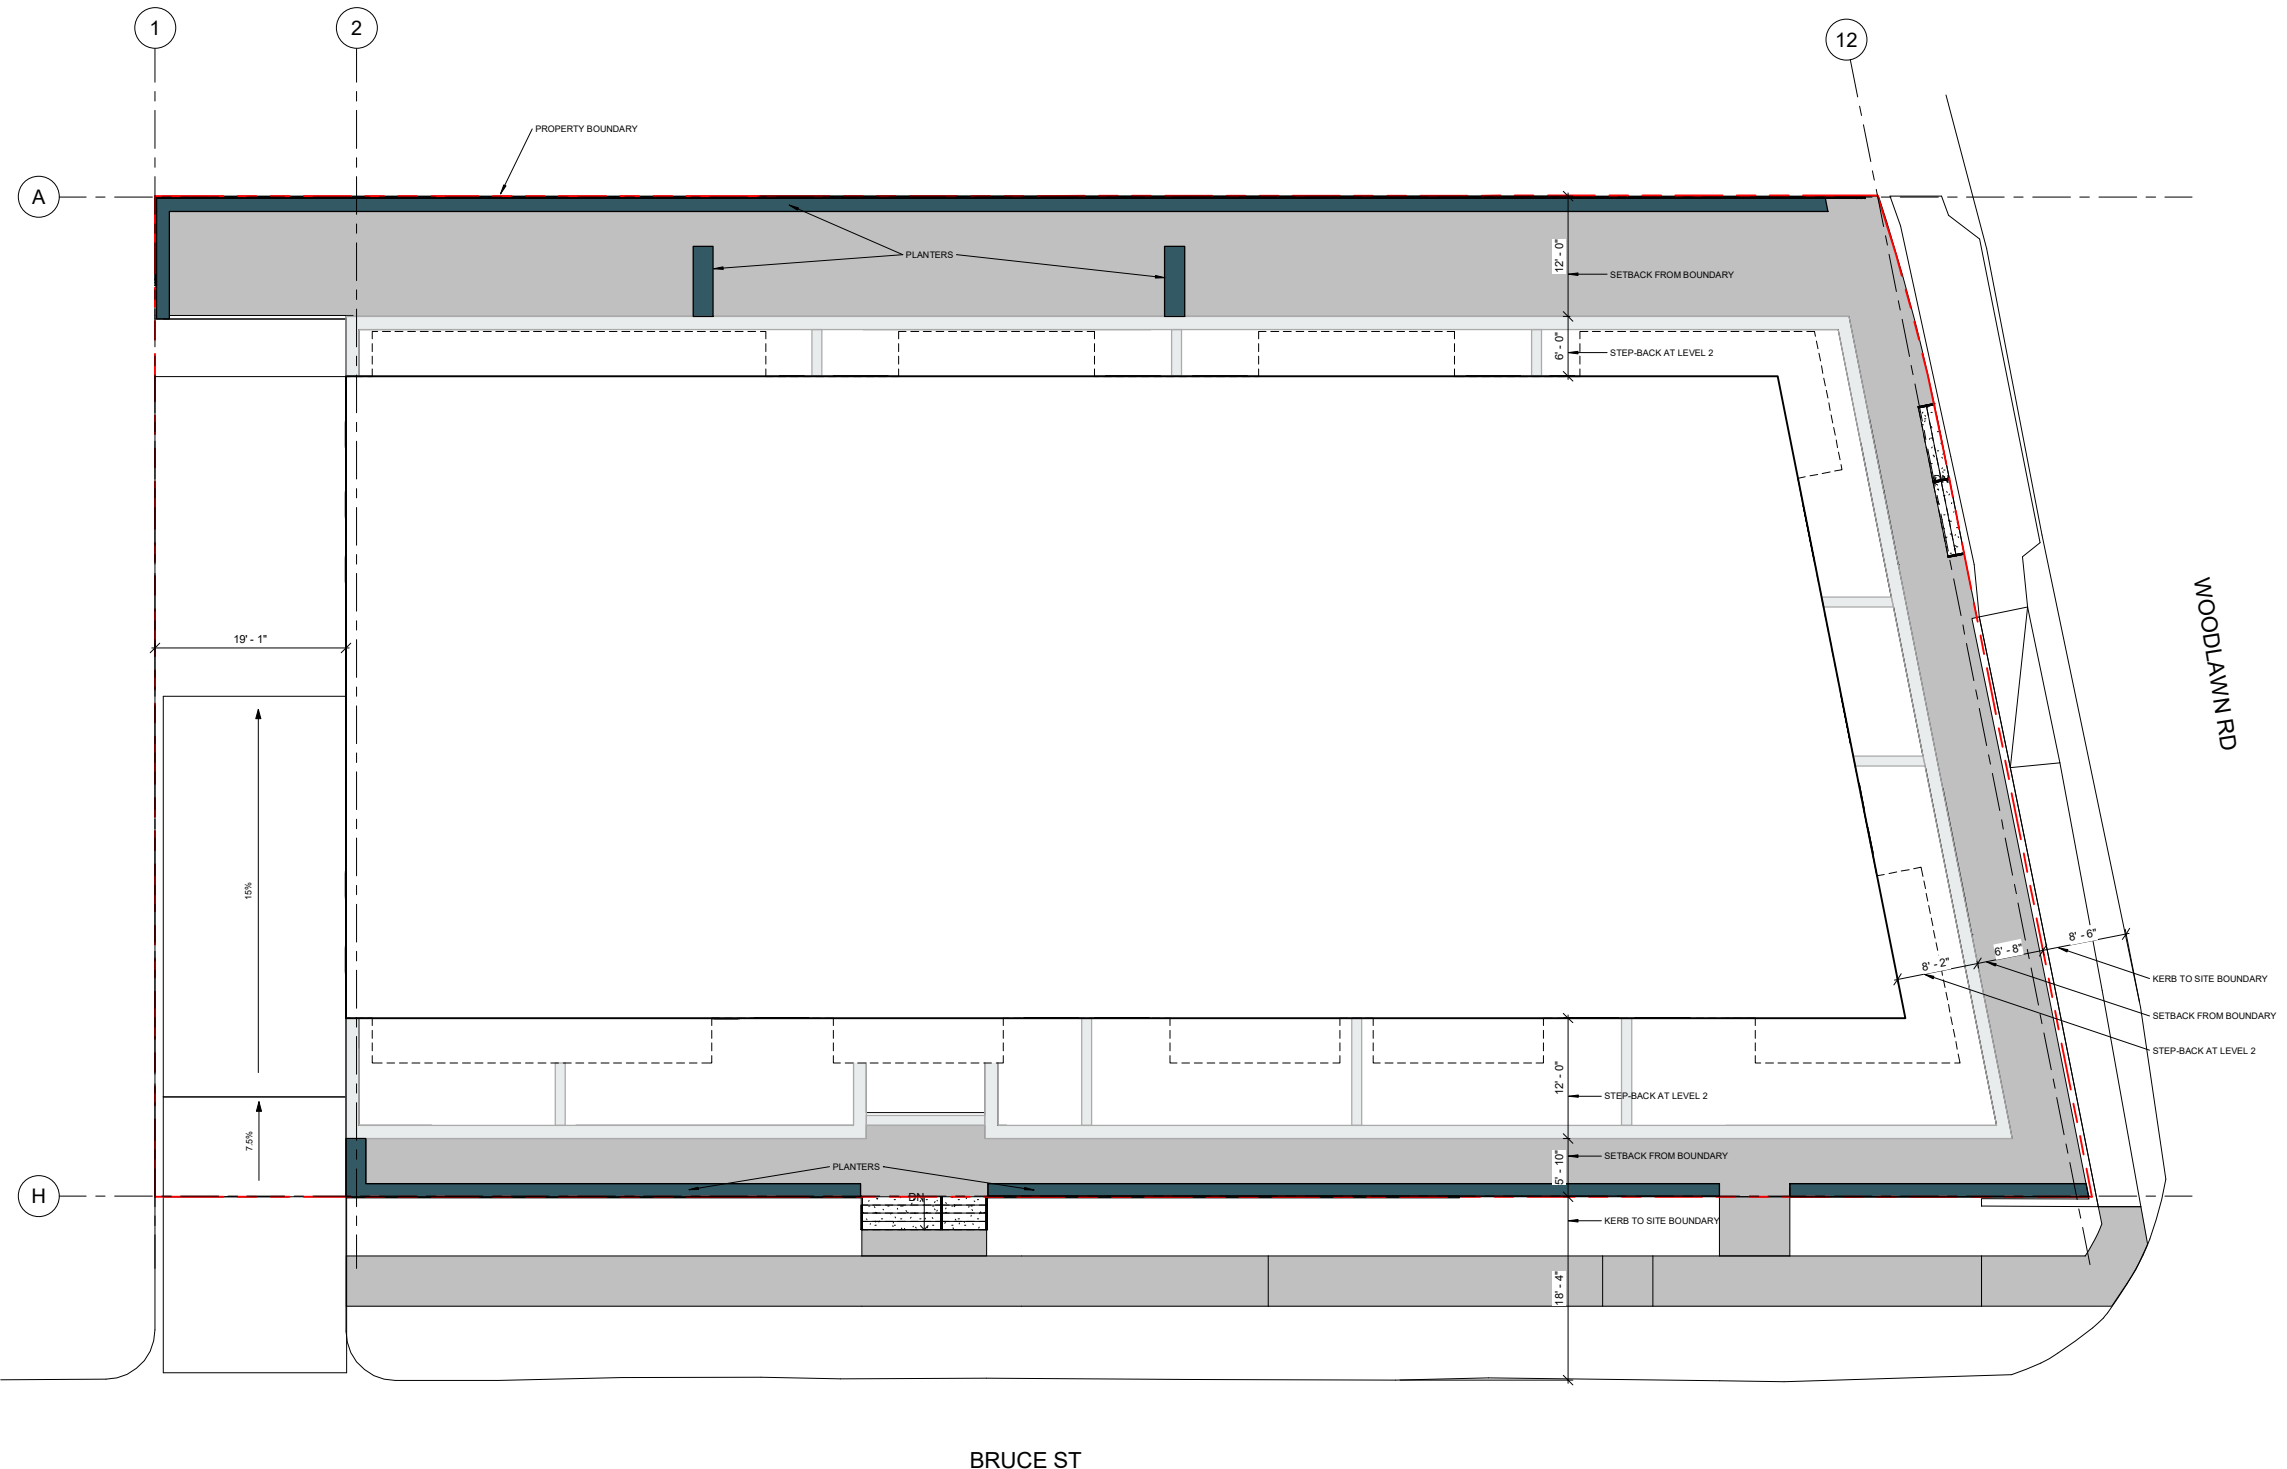 1
2
12
PROPERTY BOUNDARY
A
PLANTERS
12' - 0"
SETBACK FROM BOUNDARY
6' - 0"
STEP-BACK AT LEVEL 2
WOODLAWN RD
19' - 1"
15%
8' - 2"
6' - 8"
8' - 6"
KERB TO SITE BOUNDARY
SETBACK FROM BOUNDARY
STEP-BACK AT LEVEL 2
12' - 0"
STEP-BACK AT LEVEL 2
7.5%
5' - 10"
SETBACK FROM BOUNDARY
PLANTERS
H
DN
KERB TO SITE BOUNDARY
18' - 4"
BRUCE ST